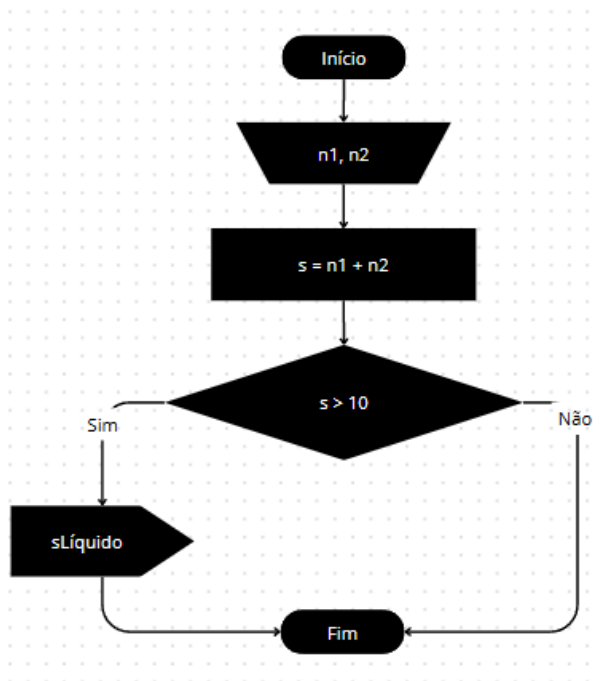 Início
n1, n2
s = n1 + n2
s > 10
Sim
Não
sLíquido
Fim